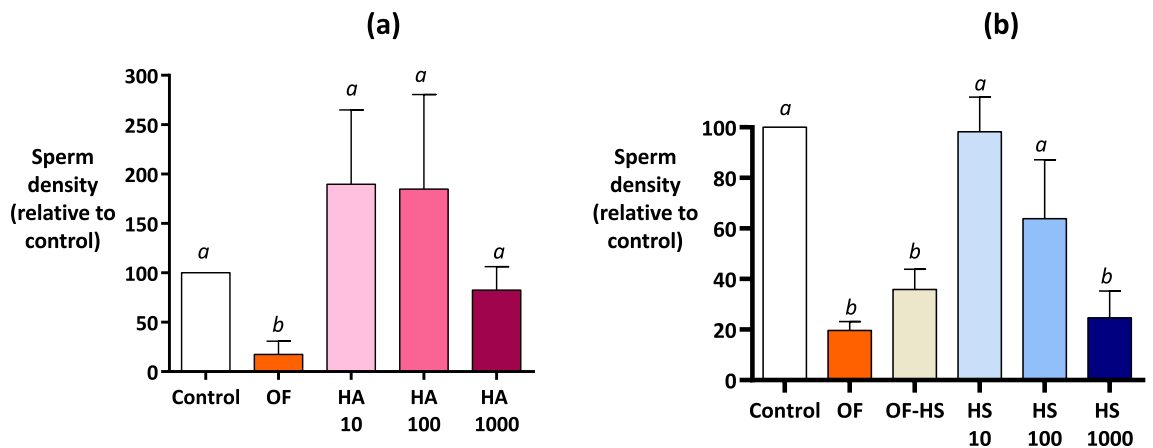 (a)
300
250
200
150
100
50
0
Sperm
density
(relative to
control)
a
b
a
a
a
Control OF HA HA HA
10 100 1000
(b)
100
80
60
40
20
0
Sperm
density
(relative to
control)
a
b
b
a
a
b
Control OF OF-HS HS HS HS
10 100 1000